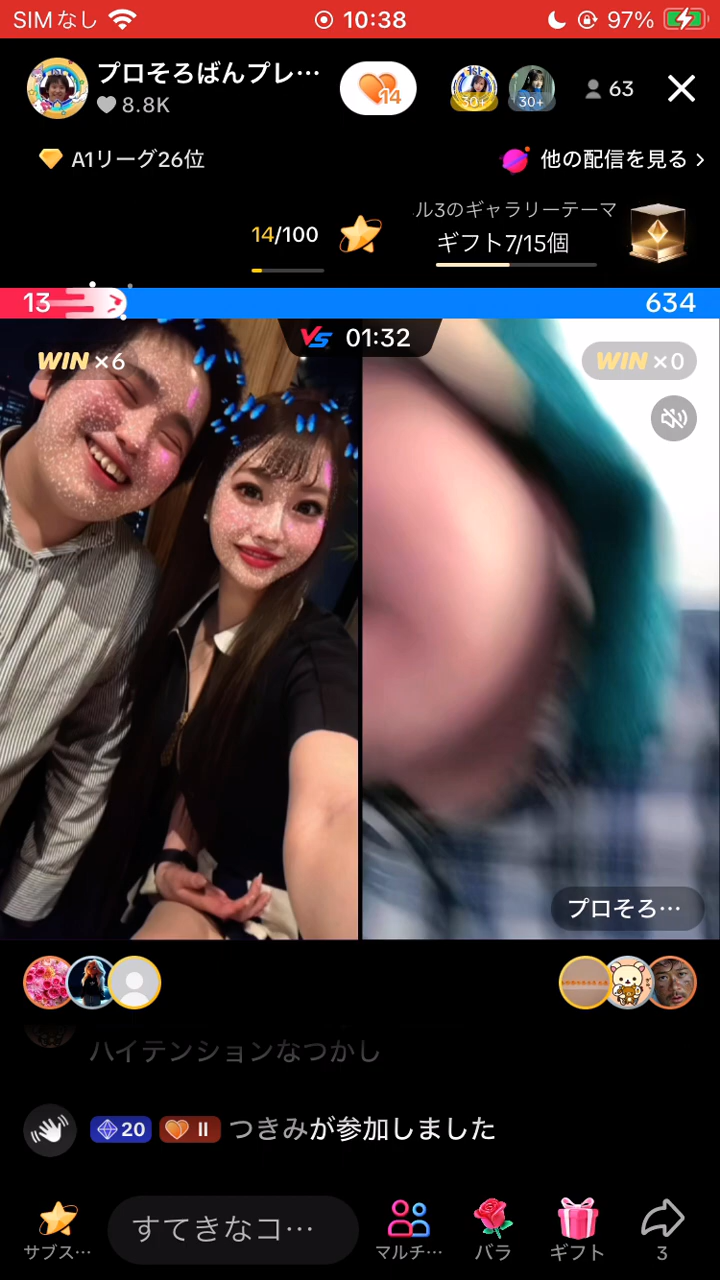 SIMなし 10:38 97%
プロそろばんプレ…
8.8K
14
30+
30+
63
A1リーグ26位
他の配信を見る
14/100
ル3のギャラリーテーマ
ギフト7/15個
13
634
VS 01:32
WIN ×6
WIN ×0
プロそろ…
ハイテンションなつかし
20 II つきみが参加しました
すてきなコ…
サブス…
マルチ…
バラ
ギフト
3